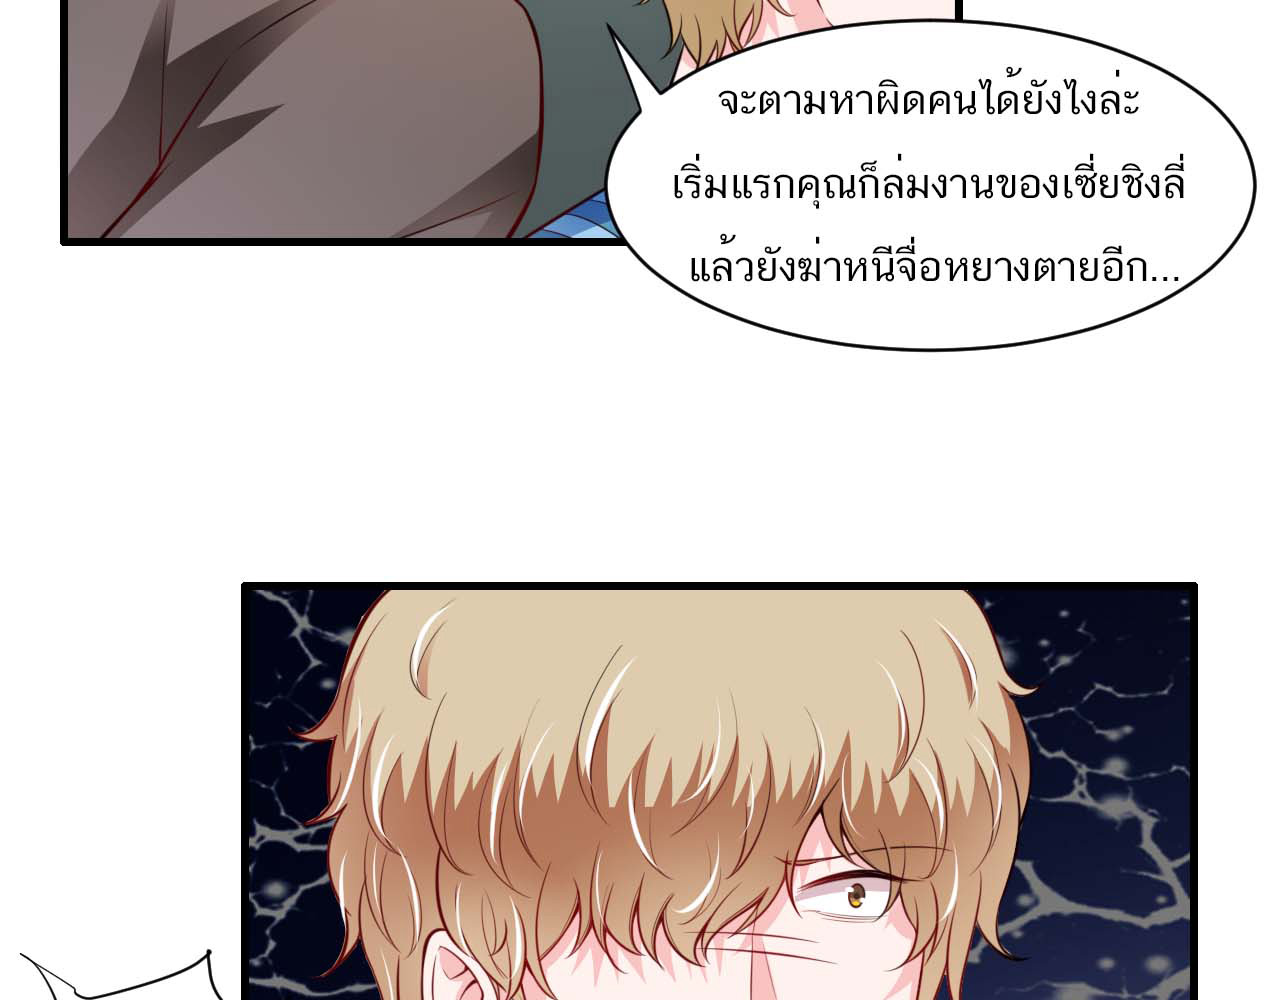 จะตามหาผิดคนได้ยังไงล่ะ
เริ่มแรกคุณก็ล่มงานของเซี่ยชิงลี่
แล้วยังฆ่าหนีจื่อหยางตายอีก...